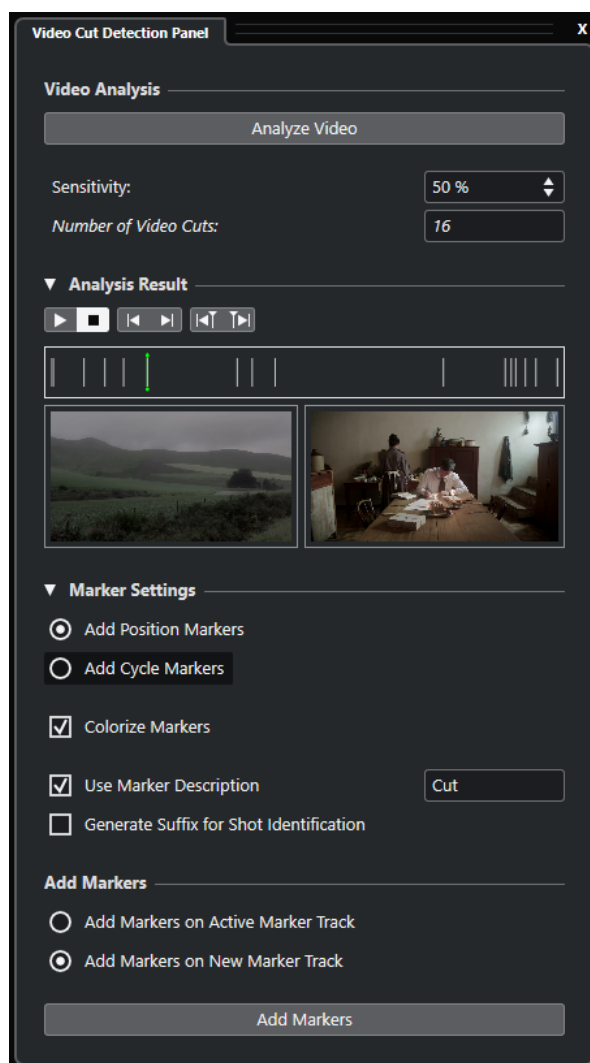 Video Cut Detection Panel
X
Video Analysis
Analyze Video
Sensitivity: 50 %
Number of Video Cuts: 16
Analysis Result
Marker Settings
Add Position Markers
Add Cycle Markers
Colorize Markers
Use Marker Description Cut
Generate Suffix for Shot Identification
Add Markers
Add Markers on Active Marker Track
Add Markers on New Marker Track
Add Markers